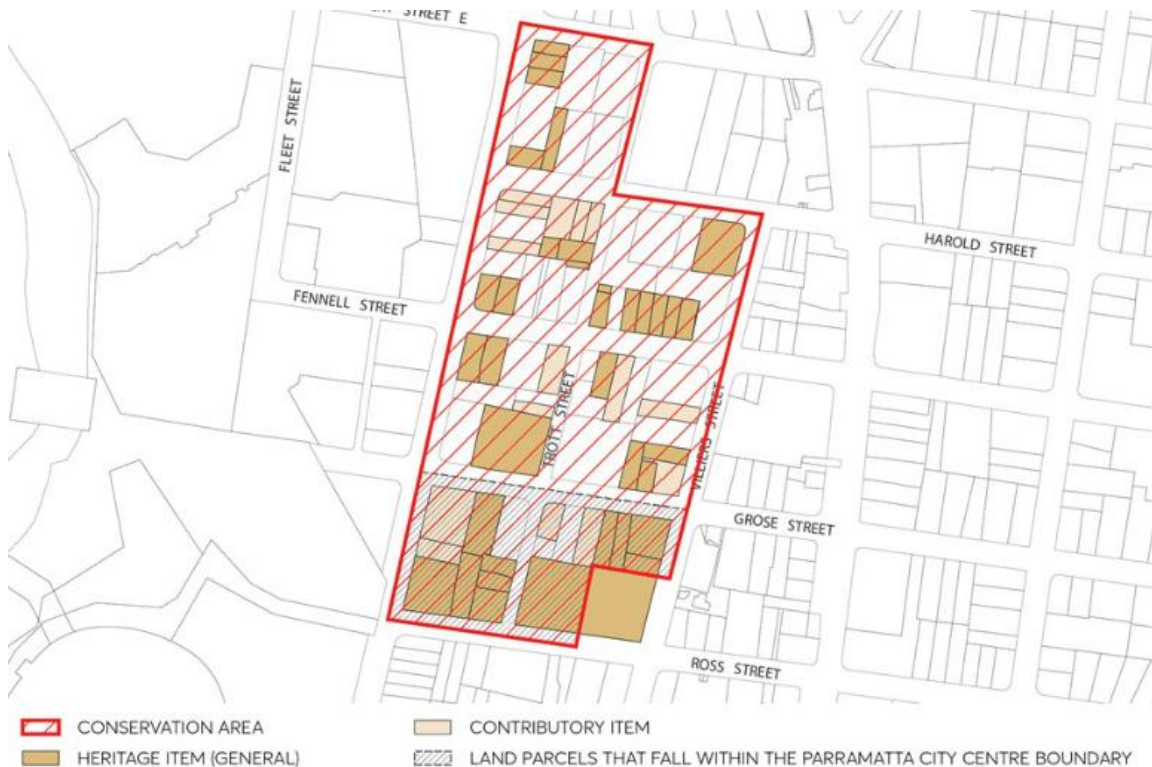 STREET E
FLEET STREET
HAROLD STREET
FENNELL STREET
STREET
VILLIERS STREET
GROSE STREET
ROSS STREET
CONSERVATION AREA
CONTRIBUTORY ITEM
HERITAGE ITEM (GENERAL)
LAND PARCELS THAT FALL WITHIN THE PARRAMATTA CITY CENTRE BOUNDARY